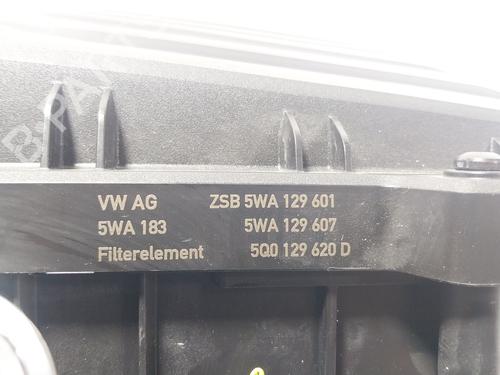 VW AG ZSB 5WA 129 601
5WA 183 5WA 129 607
Filterelement 5Q0 129 620 D